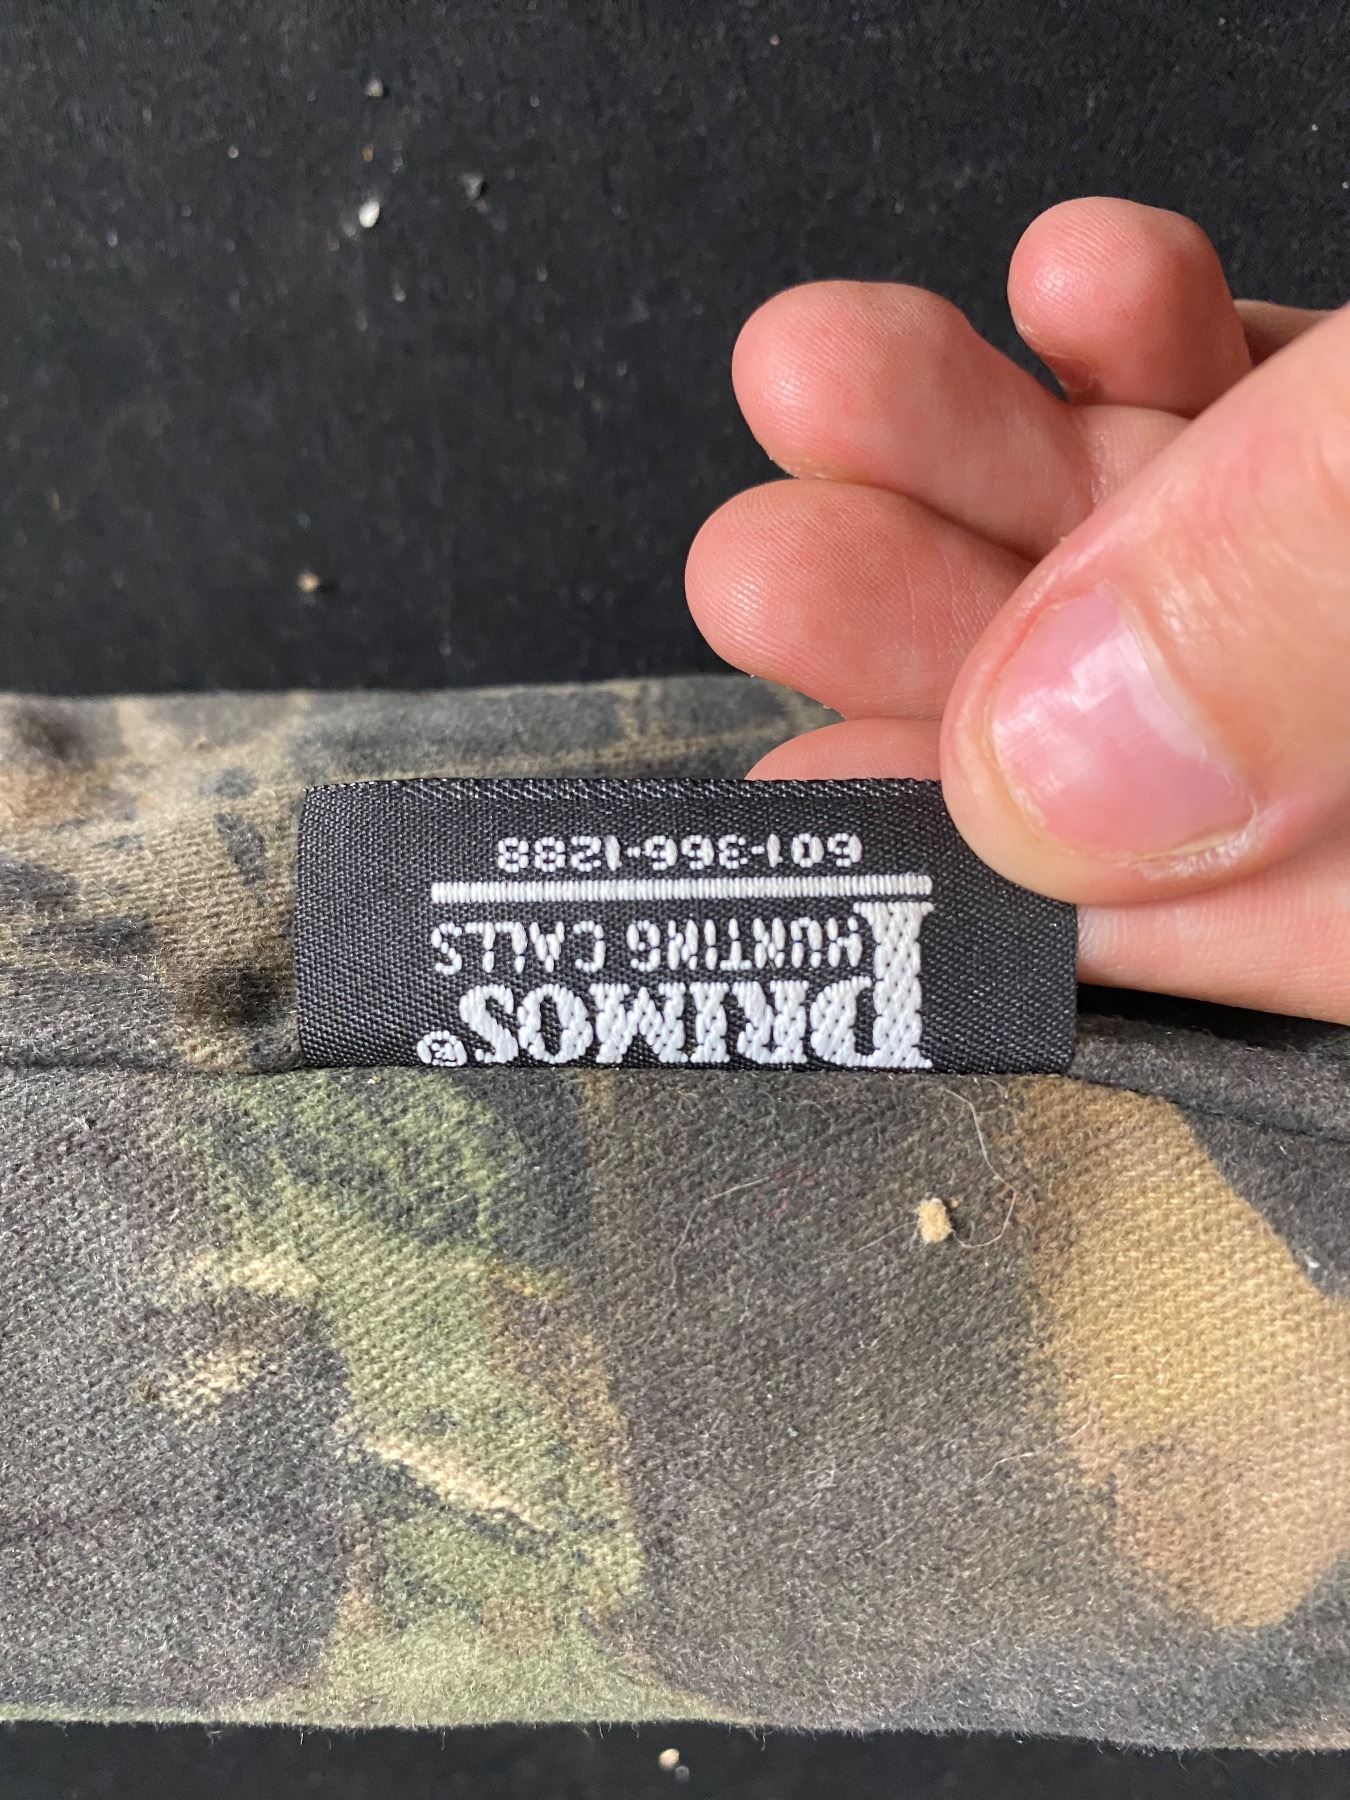 PRIMOS®
HUNTING CALLS
601-366-1288